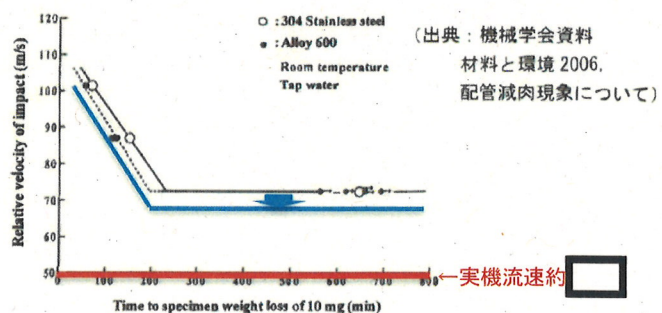 ○ : 304 Stainless steel
● : Alloy 600
Room temperature
Tap water
(出典：機械学会資料
材料と環境 2006.
配管減肉現象について)
Relative velocity of impact (m/s)
120
110
100
90
80
70
60
50
0 100 200 300 400 500 600 700 800
Time to specimen weight loss of 10 mg (min)
←実機流速約